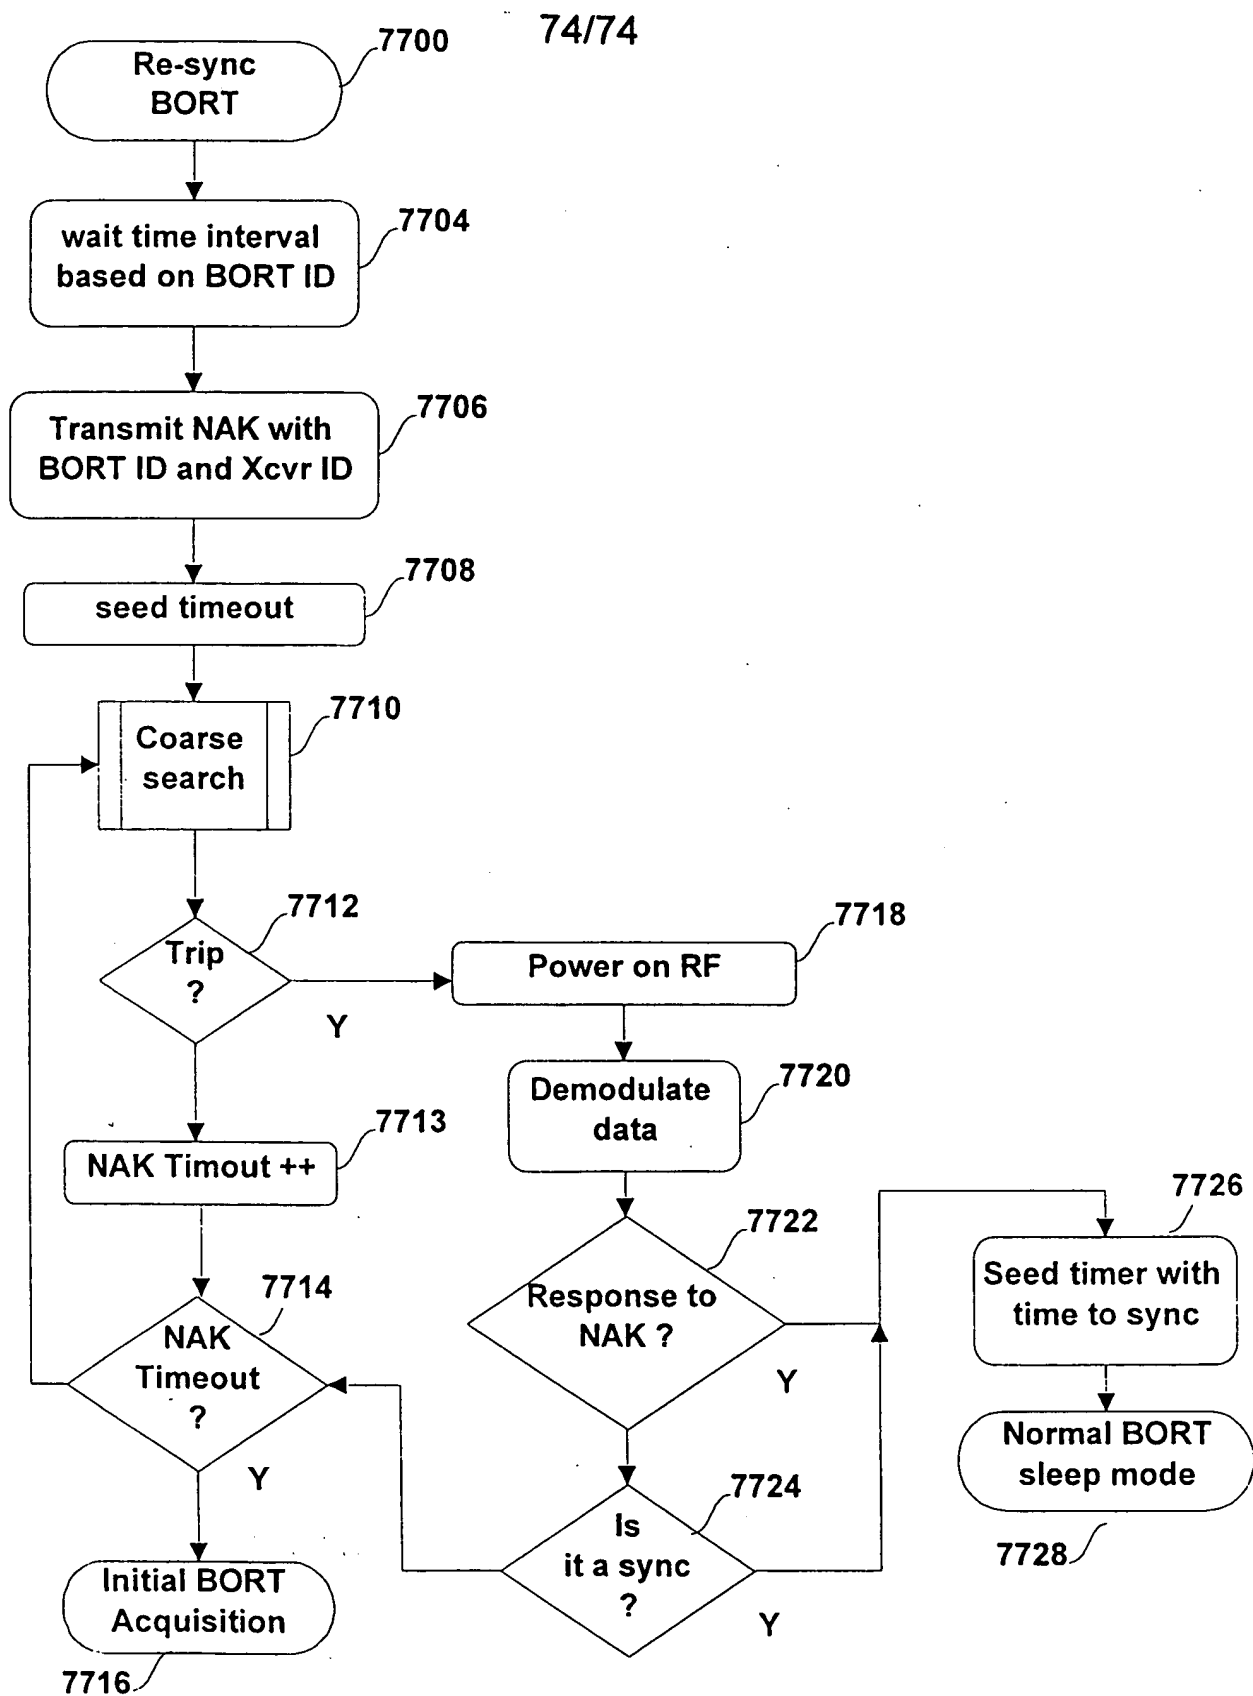 74/74
7700
Re-sync
BORT
7704
wait time interval
based on BORT ID
7706
Transmit NAK with
BORT ID and Xcvr ID
7708
seed timeout
7710
Coarse
search
7712
Trip
?
Y
7718
Power on RF
7720
Demodulate
data
7713
NAK Timout ++
7722
Response to
NAK ?
Y
7726
Seed timer with
time to sync
7714
NAK
Timeout
?
Y
Normal BORT
sleep mode
7728
7724
Is
it a sync
?
Y
Initial BORT
Acquisition
7716